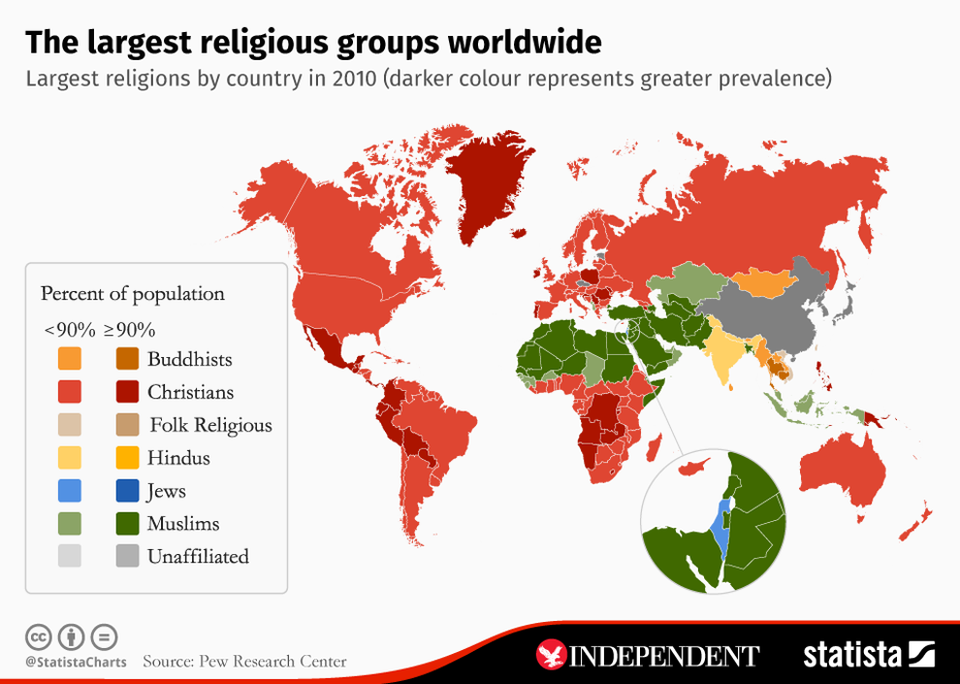 The largest religious groups worldwide
Largest religions by country in 2010 (darker colour represents greater prevalence)
Percent of population
<90% ≥90%
Buddhists
Christians
Folk Religious
Hindus
Jews
Muslims
Unaffiliated
cc
@StatistaCharts Source: Pew Research Center
INDEPENDENT
statista